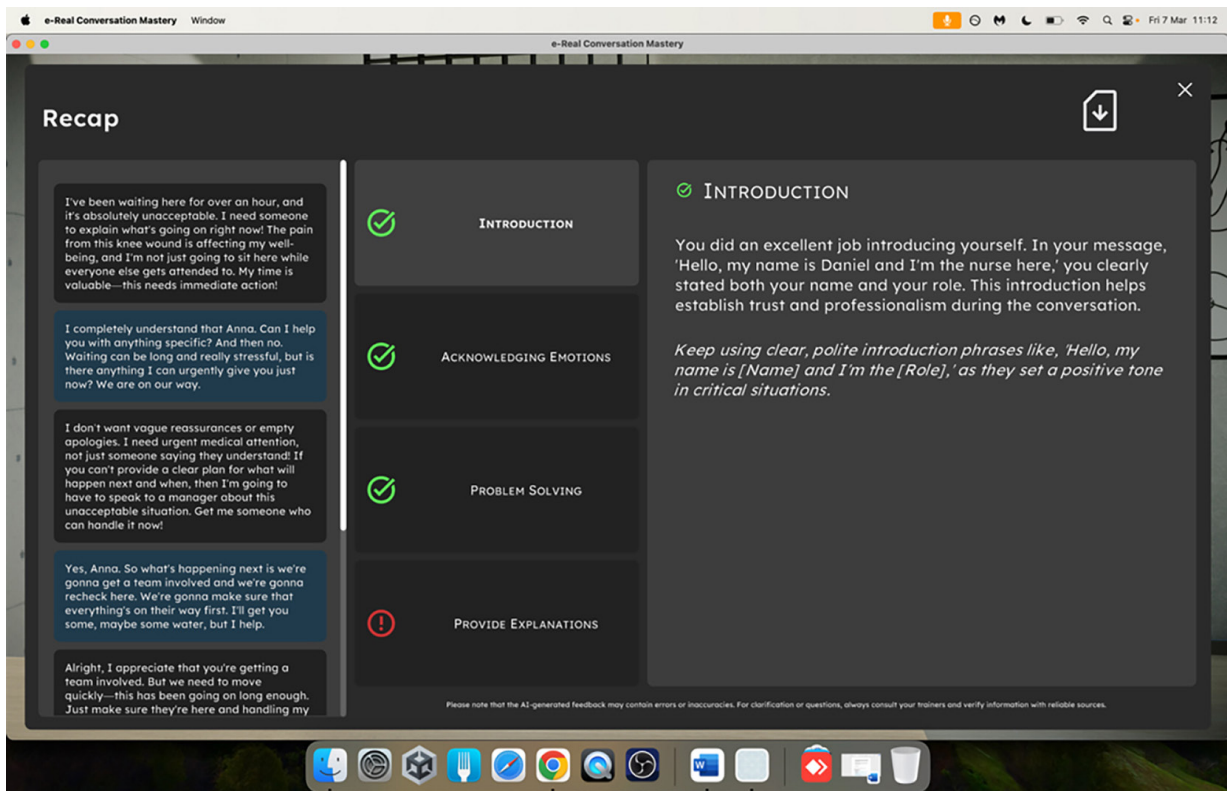 e-Real Conversation Mastery Window
Fri 7 Mar 11:12
e-Real Conversation Mastery
Recap
I've been waiting here for over an hour, and
it's absolutely unacceptable. I need someone
to explain what's going on right now! The pain
from this knee wound is affecting my well-
being, and I'm not just going to sit here while
everyone else gets attended to. My time is
valuable—this needs immediate action!
I completely understand that Anna. Can I help
you with anything specific? And then no.
Waiting can be long and really stressful, but is
there anything I can urgently give you just
now? We are on our way.
I don't want vague reassurances or empty
apologies. I need urgent medical attention,
not just someone saying they understand! If
you can't provide a clear plan for what will
happen next and when, then I'm going to
have to speak to a manager about this
unacceptable situation. Get me someone who
can handle it now!
Yes, Anna. So what's happening next is we're
gonna get a team involved and we're gonna
recheck here. We're gonna make sure that
everything's on their way first. I'll get you
some, maybe some water, but I help.
Alright, I appreciate that you're getting a
team involved. But we need to move
quickly—this has been going on long enough.
Just make sure they're here and handling my
INTRODUCTION
ACKNOWLEDGING EMOTIONS
PROBLEM SOLVING
PROVIDE EXPLANATIONS
INTRODUCTION
You did an excellent job introducing yourself. In your message,
'Hello, my name is Daniel and I'm the nurse here,' you clearly
stated both your name and your role. This introduction helps
establish trust and professionalism during the conversation.
Keep using clear, polite introduction phrases like, 'Hello, my
name is [Name] and I'm the [Role],' as they set a positive tone
in critical situations.
Please note that the AI-generated feedback may contain errors or inaccuracies. For clarification or questions, always consult your trainers and verify information with reliable sources.
W